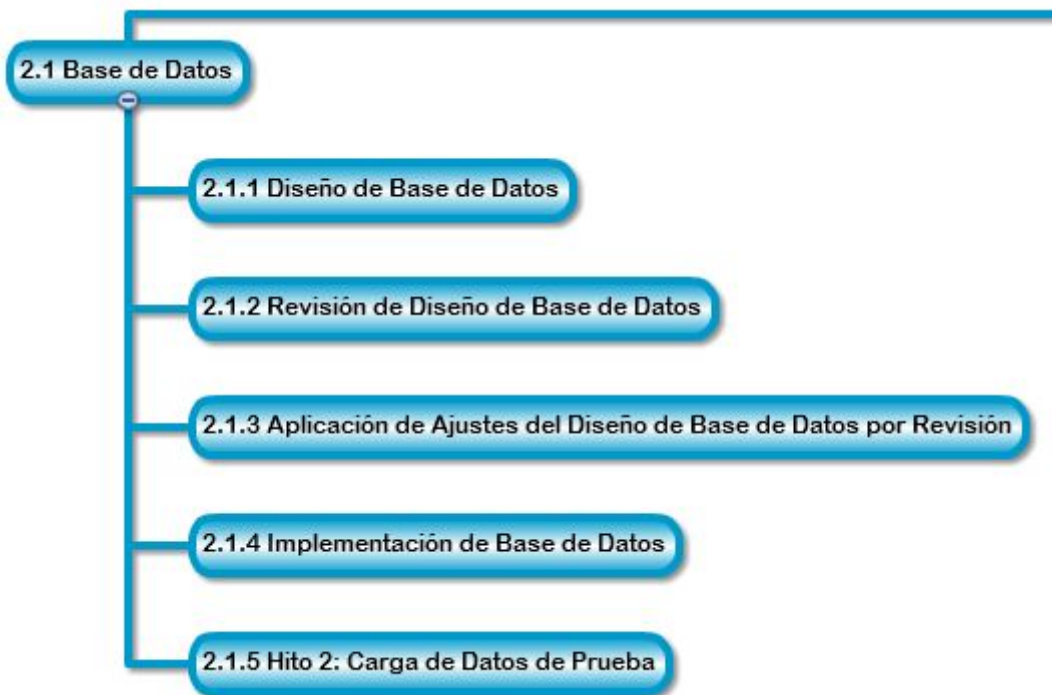 2.1 Base de Datos
2.1.1 Diseño de Base de Datos
2.1.2 Revisión de Diseño de Base de Datos
2.1.3 Aplicación de Ajustes del Diseño de Base de Datos por Revisión
2.1.4 Implementación de Base de Datos
2.1.5 Hito 2: Carga de Datos de Prueba